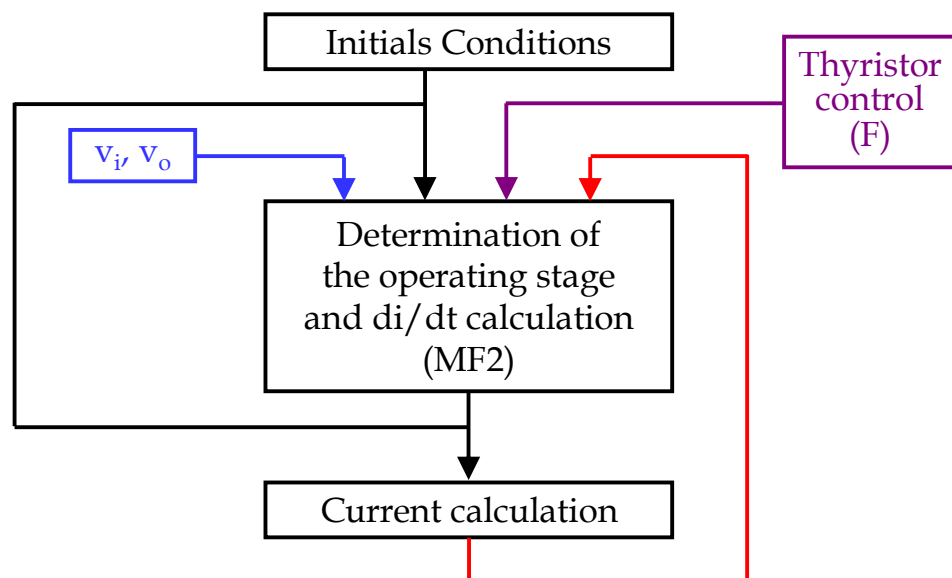 Initials Conditions
Thyristor
control
(F)
vᵢ, vₒ
Determination of
the operating stage
and di/dt calculation
(MF2)
Current calculation